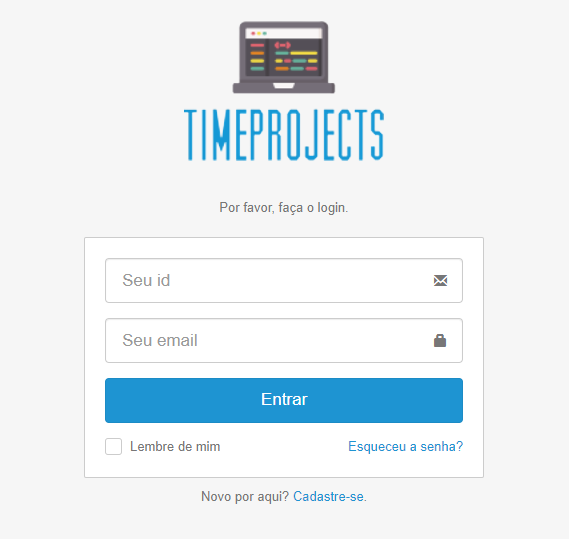 TIMEPROJECTS
Por favor, faça o login.
Seu id
Seu email
Entrar
Lembre de mim Esqueceu a senha?
Novo por aqui? Cadastre-se.